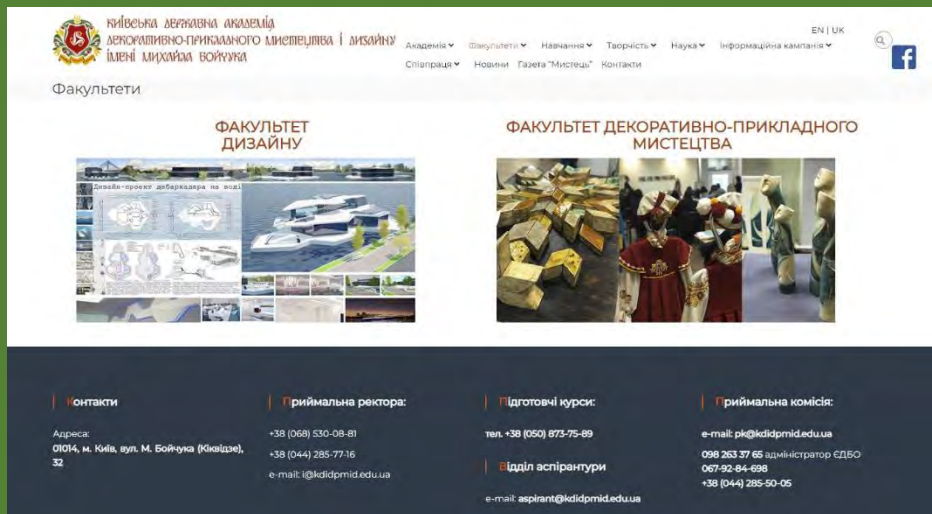 КИЇВСЬКА ДЕРЖАВНА АКАДЕМІЯ
ДЕКОРАТИВНО-ПРИКЛАДНОГО МИСТЕЦТВА І ДИЗАЙНУ
ІМЕНІ МИХАЙЛА БОЙЧУКА
EN | UK
Академія Факультети Навчання Творчість Наука Інформаційна кампанія
Співпраця Новини Газета "Мистець" Контакти
Факультети
ФАКУЛЬТЕТ
ДИЗАЙНУ
ФАКУЛЬТЕТ ДЕКОРАТИВНО-ПРИКЛАДНОГО
МИСТЕЦТВА
Дизайн-проект дебаркадера на воді
Контакти
Адреса:
01014, м. Київ, вул. М. Бойчука (Кіквідзе),
32
Приймальна ректора:
+38 (068) 530-08-81
+38 (044) 285-77-16
e-mail: i@kdidpmid.edu.ua
Підготовчі курси:
тел. +38 (050) 873-75-89
Відділ аспірантури
e-mail: aspirant@kdidpmid.edu.ua
Приймальна комісія:
e-mail: pk@kdidpmid.edu.ua
098 263 37 65 адміністратор ЄДБО
067-92-84-698
+38 (044) 285-50-05